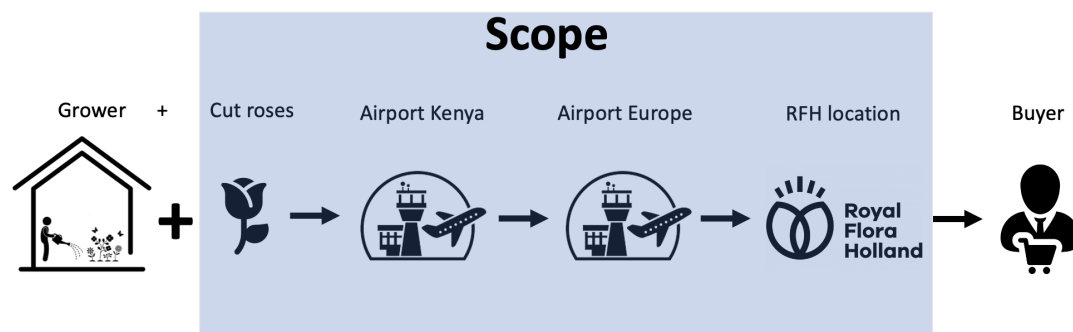 Scope
Grower + Cut roses Airport Kenya Airport Europe RFH location Buyer
Royal
Flora
Holland